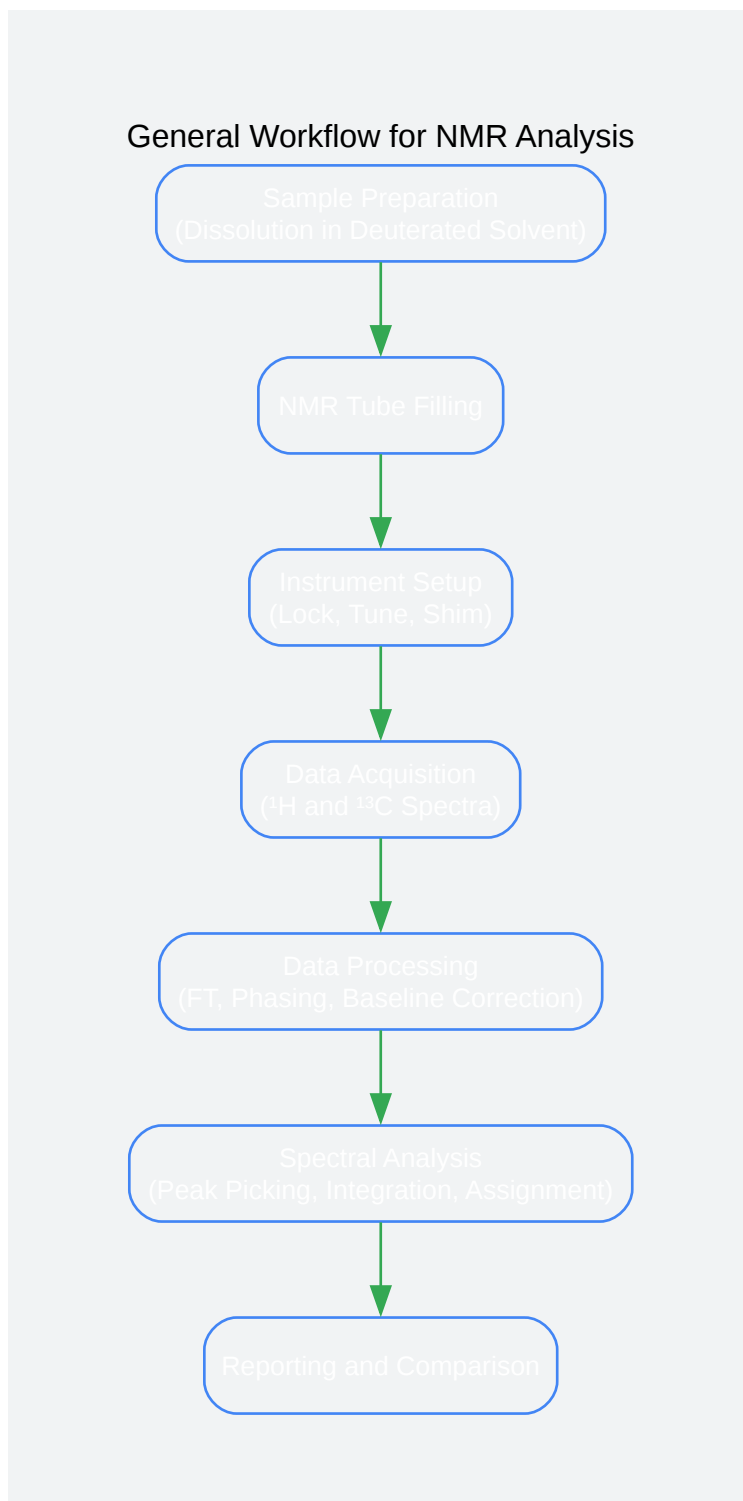 General Workflow for NMR Analysis
Sample Preparation
(Dissolution in Deuterated Solvent)
NMR Tube Filling
Instrument Setup
(Lock, Tune, Shim)
Data Acquisition
(¹H and ¹³C Spectra)
Data Processing
(FT, Phasing, Baseline Correction)
Spectral Analysis
(Peak Picking, Integration, Assignment)
Reporting and Comparison